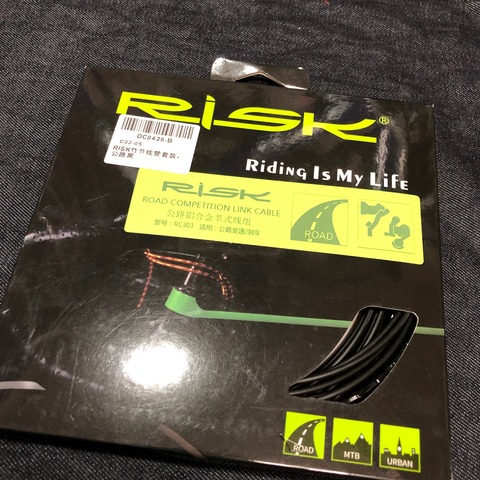 RiSK®
DC0428-B
C92-05
RISK竹节线管套装-
公路黑
Riding Is My Life
RiSK
ROAD COMPETITION LINK CABLE
公路铝合金节式线组
型号：RC303 适用：公路变速/刹车
ROAD
ROAD
MTB
URBAN